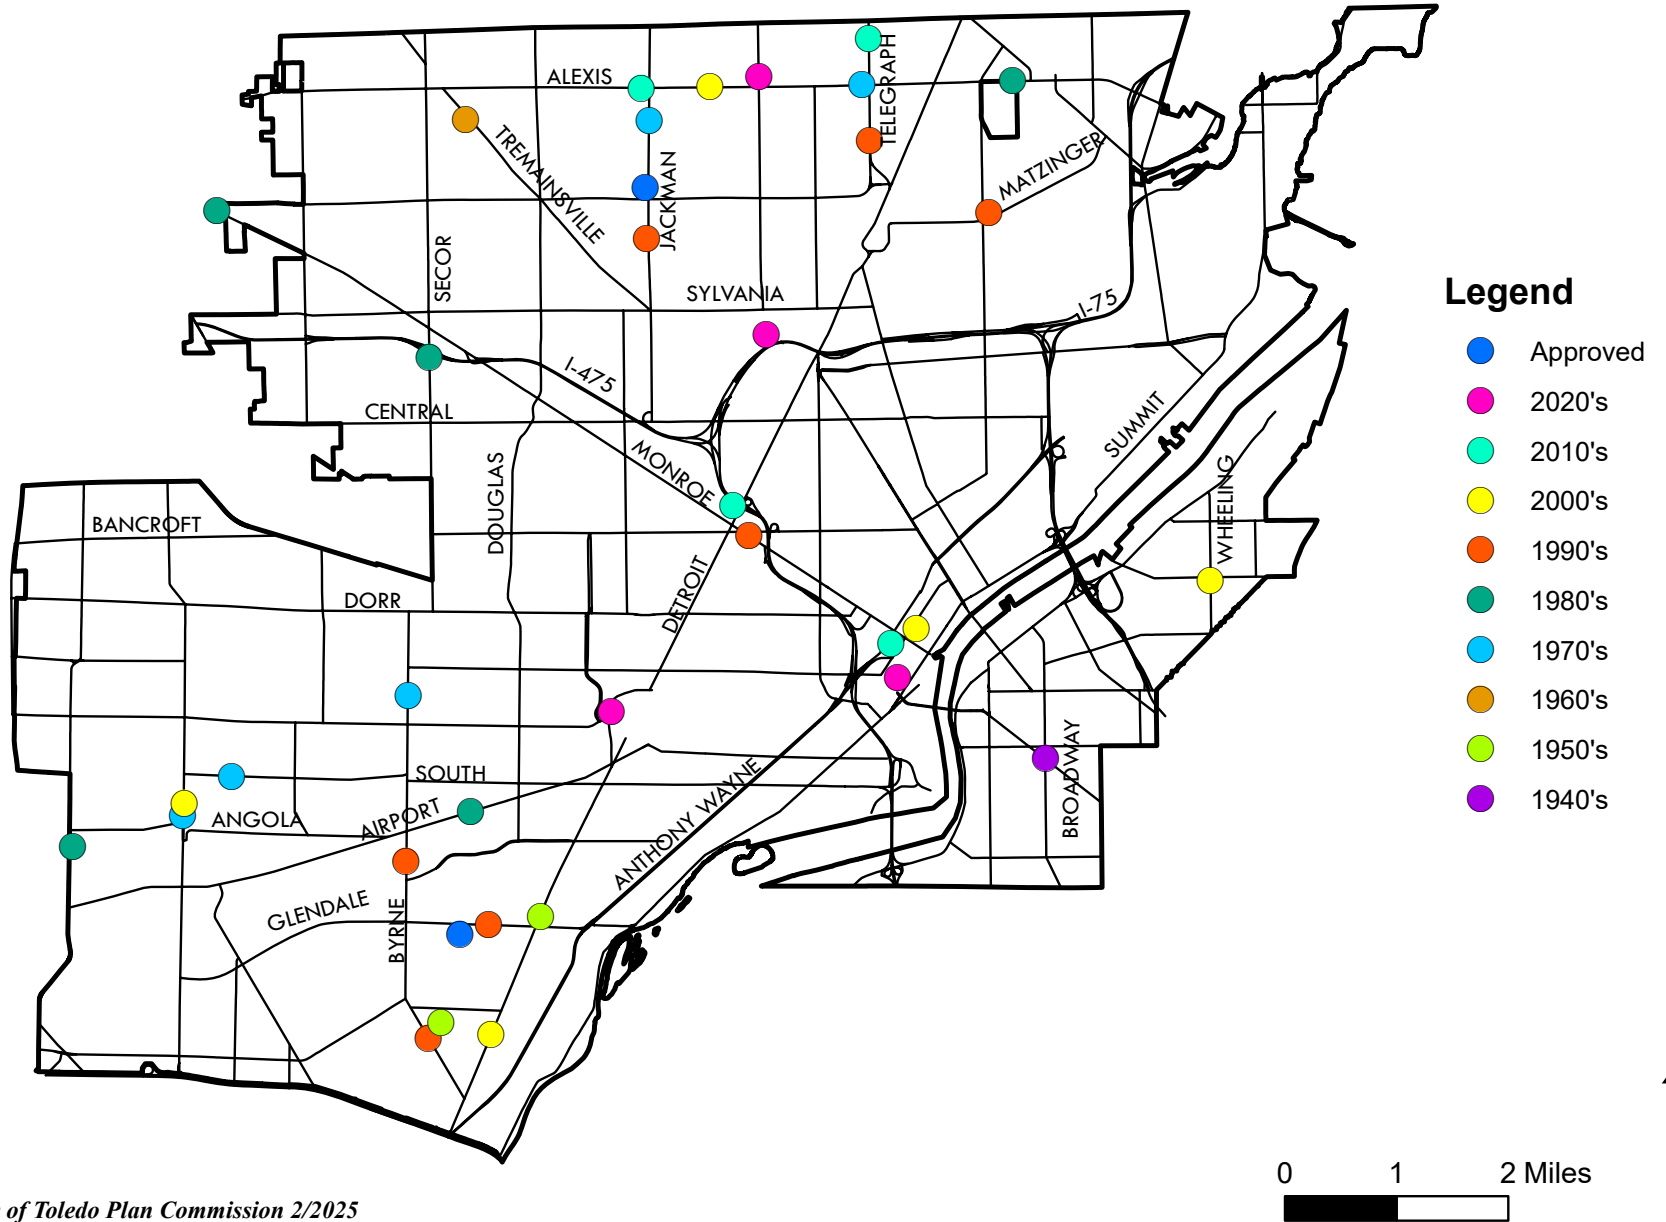 ALEXIS
TELEGRAPH
TREMAINSVILLE
JACKMAN
MATZINGER
SECOR
SYLVANIA
I-75
I-475
CENTRAL
SUMMIT
MONROE
DOUGLAS
WHEELING
BANCROFT
DETROIT
DORR
SOUTH
ANGOLA
AIRPORT
ANTHONY WAYNE
BROADWAY
GLENDALE
BYRNE
Legend
Approved
2020's
2010's
2000's
1990's
1980's
1970's
1960's
1950's
1940's
0 1 2 Miles
of Toledo Plan Commission 2/2025